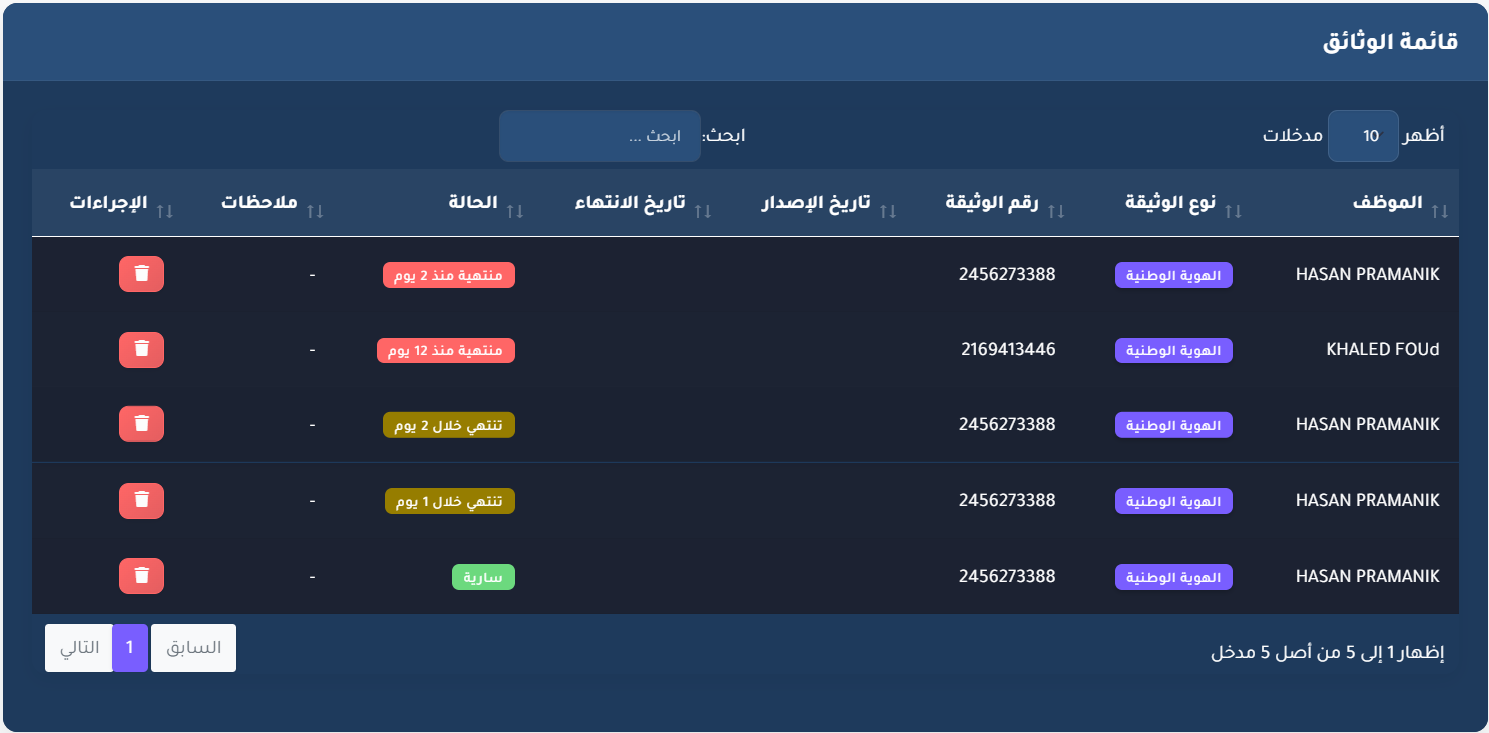 قائمة الوثائق
أظهر 10 مدخلات ابحث: ابحث ...
الموظف نوع الوثيقة رقم الوثيقة تاريخ الإصدار تاريخ الانتهاء الحالة ملاحظات الإجراءات
HASAN PRAMANIK الهوية الوطنية 2456273388 منتهية منذ 2 يوم -
KHALED FOUd الهوية الوطنية 2169413446 منتهية منذ 12 يوم -
HASAN PRAMANIK الهوية الوطنية 2456273388 تنتهي خلال 2 يوم -
HASAN PRAMANIK الهوية الوطنية 2456273388 تنتهي خلال 1 يوم -
HASAN PRAMANIK الهوية الوطنية 2456273388 سارية -
إظهار 1 إلى 5 من أصل 5 مدخل السابق 1 التالي